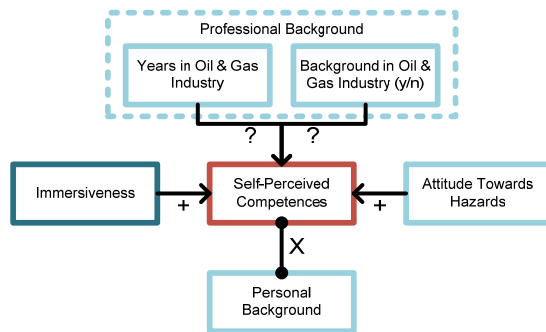 Professional Background
Years in Oil & Gas
Industry
Background in Oil &
Gas Industry (y/n)
?
?
Immersiveness
+
Self-Perceived
Competences
+
Attitude Towards
Hazards
X
Personal
Background